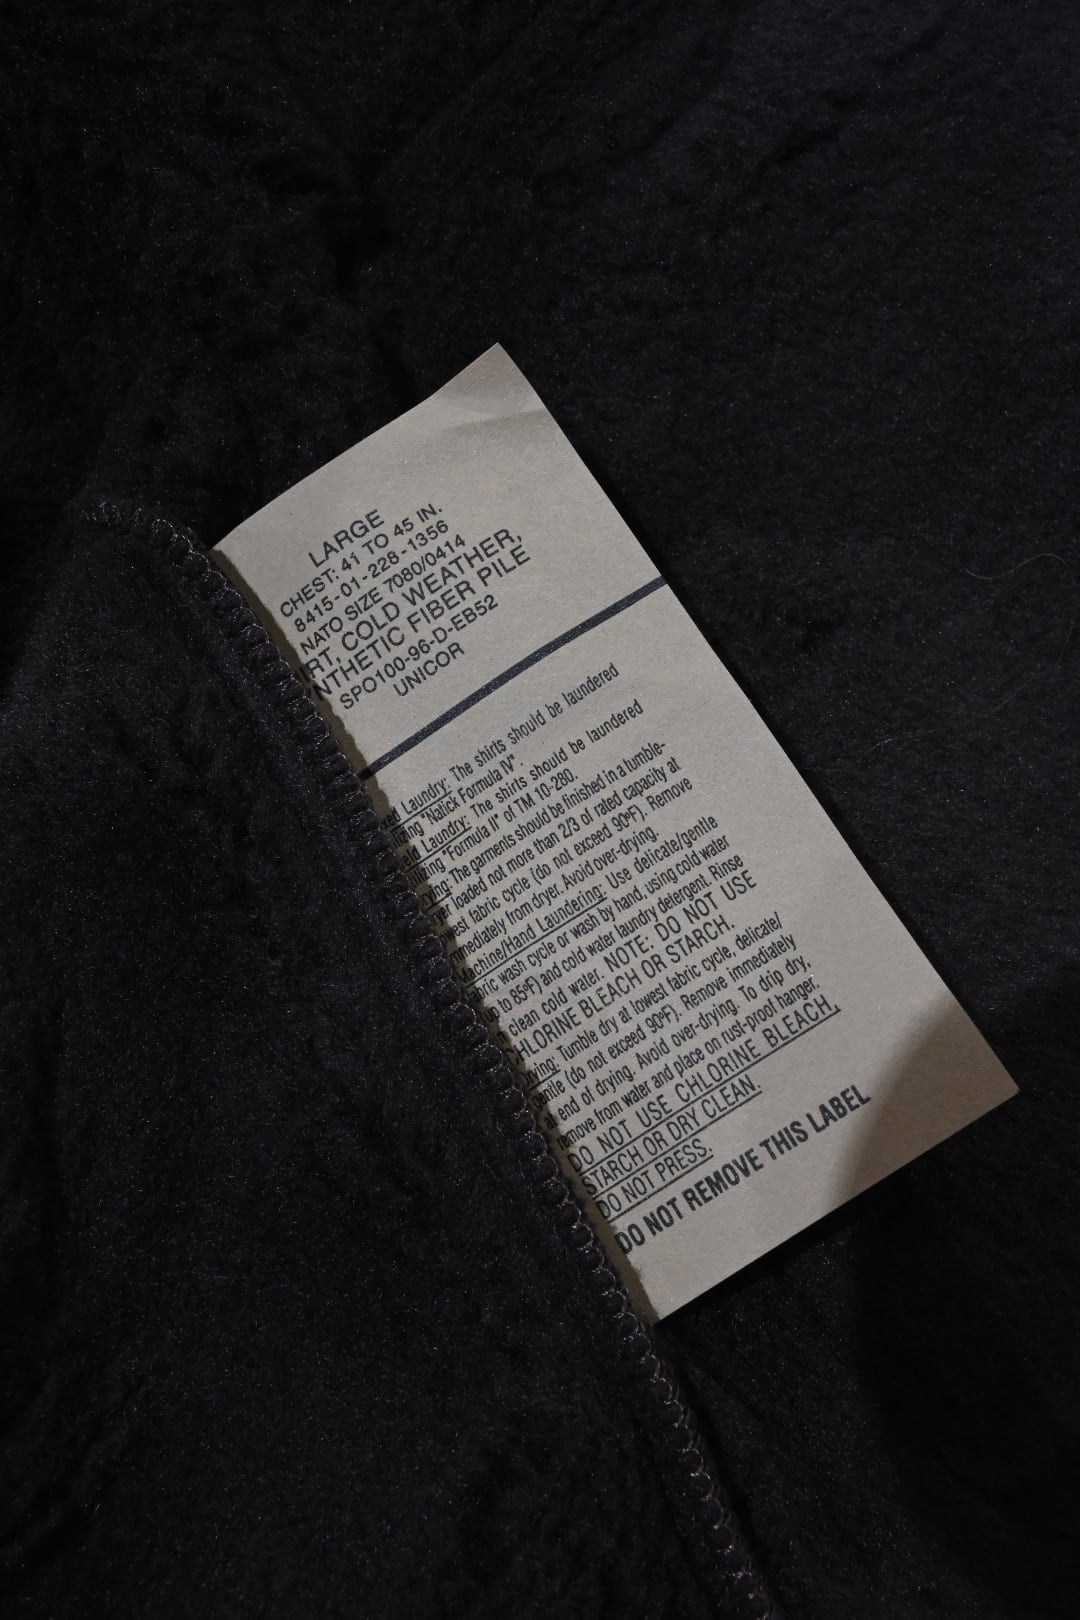 LARGE
CHEST: 41 TO 45 IN.
8415-01-228-1356
NATO SIZE 7080/0414
IRT, COLD WEATHER,
NTHETIC FIBER PILE
SPO100-96-D-EB52
UNICOR
ed Laundry: The shirts should be laundered
lizing "Natick Formula IV".
eld Laundry: The shirts should be laundered
ilizing "Formula II" of TM 10-280.
rying: The garments should be finished in a tumble-
yer loaded not more than 2/3 of rated capacity at
west fabric cycle (do not exceed 90°F). Remove
mmediately from dryer. Avoid over-drying.
Machine/Hand Laundering: Use delicate/gentle
fabric wash cycle or wash by hand, using cold water
(up to 85°F) and cold water laundry detergent. Rinse
clean cold water. NOTE: DO NOT USE
CHLORINE BLEACH OR STARCH.
Drying: Tumble dry at lowest fabric cycle, delicate/
gentle (do not exceed 90°F). Remove immediately
at end of drying. Avoid over-drying. To drip dry,
remove from water and place on rust-proof hanger.
DO NOT USE CHLORINE BLEACH,
STARCH OR DRY CLEAN.
DO NOT PRESS.
DO NOT REMOVE THIS LABEL